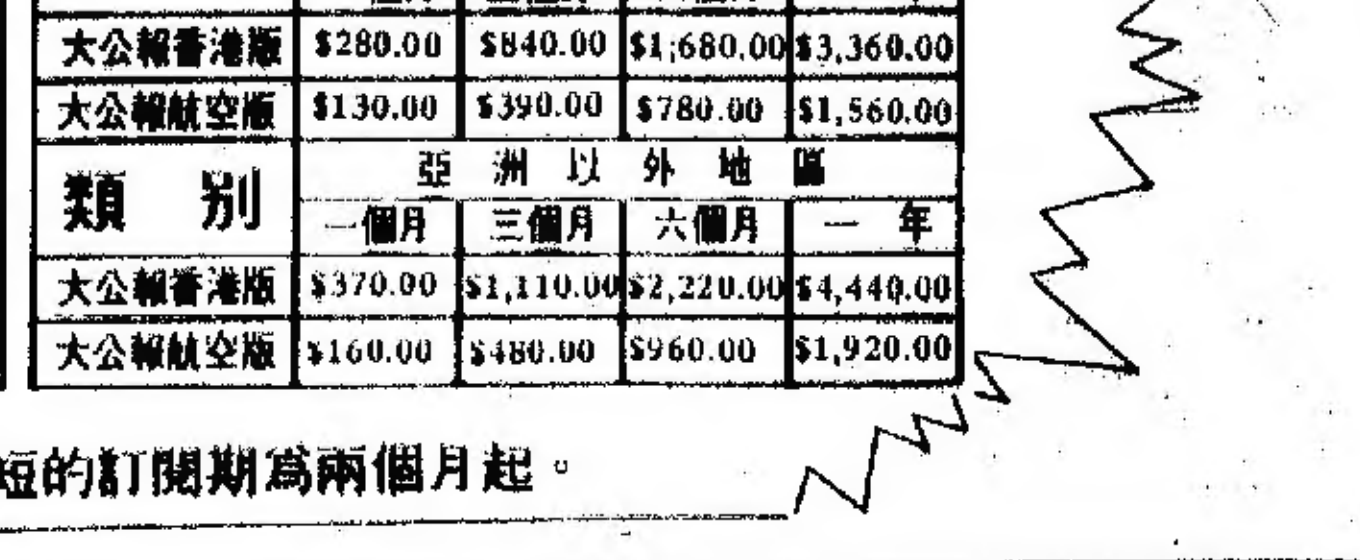 大公報香港版 $280.00 $840.00 $1,680.00 $3,360.00
大公報航空版 $130.00 $390.00 $780.00 $1,560.00
類別 亞洲以外地區
一個月 三個月 六個月 一年
大公報香港版 $370.00 $1,110.00 $2,220.00 $4,440.00
大公報航空版 $160.00 $480.00 $960.00 $1,920.00
短的訂閱期爲兩個月起。